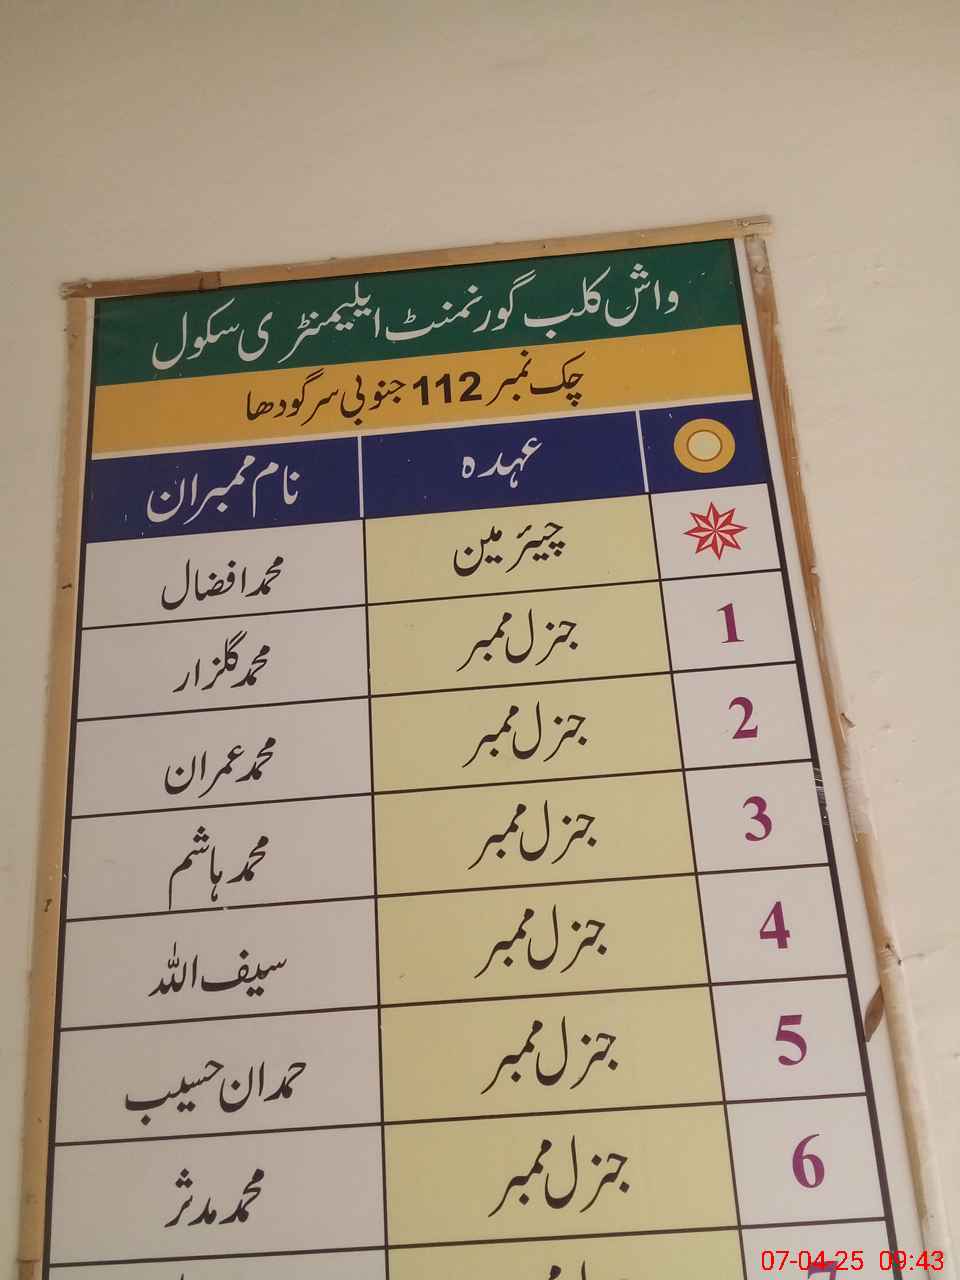 واش کلب گورنمنٹ ایلیمنٹری سکول
چک نمبر 112 جنوبی سرگودھا
عہدہ نام ممبران
چیئرمین محمد افضال
1 جنرل ممبر محمد گلزار
2 جنرل ممبر محمد عمران
3 جنرل ممبر محمد ہاشم
4 جنرل ممبر سیف اللہ
5 جنرل ممبر حمدان حسیب
6 جنرل ممبر محمد مدثر
07-04-25 09:43